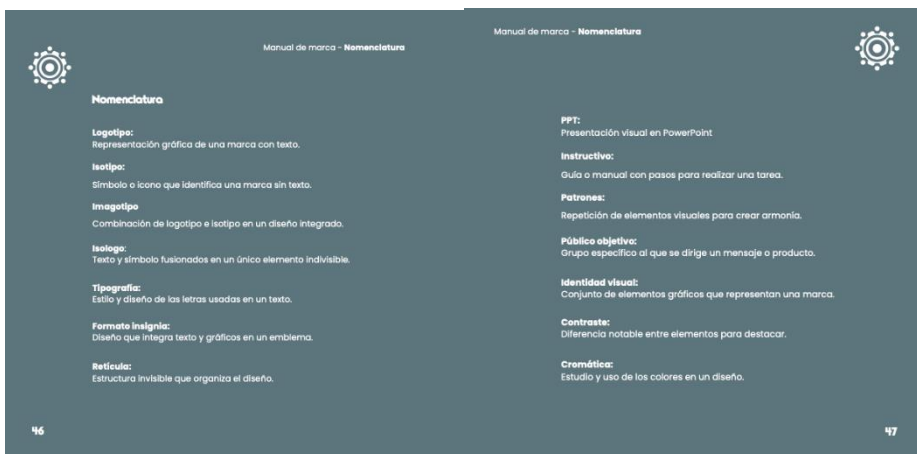 Manual de marca - Nomenclatura
Nomenclatura
Logotipo:
Representación gráfica de una marca con texto.
Isotipo:
Símbolo o icono que identifica una marca sin texto.
Imagotipo
Combinación de logotipo e isotipo en un diseño integrado.
Isologo:
Texto y símbolo fusionados en un único elemento indivisible.
Tipografía:
Estilo y diseño de las letras usadas en un texto.
Formato insignia:
Diseño que integra texto y gráficos en un emblema.
Retícula:
Estructura invisible que organiza el diseño.
46
Manual de marca - Nomenclatura
PPT:
Presentación visual en PowerPoint
Instructivo:
Guía o manual con pasos para realizar una tarea.
Patrones:
Repetición de elementos visuales para crear armonía.
Público objetivo:
Grupo específico al que se dirige un mensaje o producto.
Identidad visual:
Conjunto de elementos gráficos que representan una marca.
Contraste:
Diferencia notable entre elementos para destacar.
Cromática:
Estudio y uso de los colores en un diseño.
47